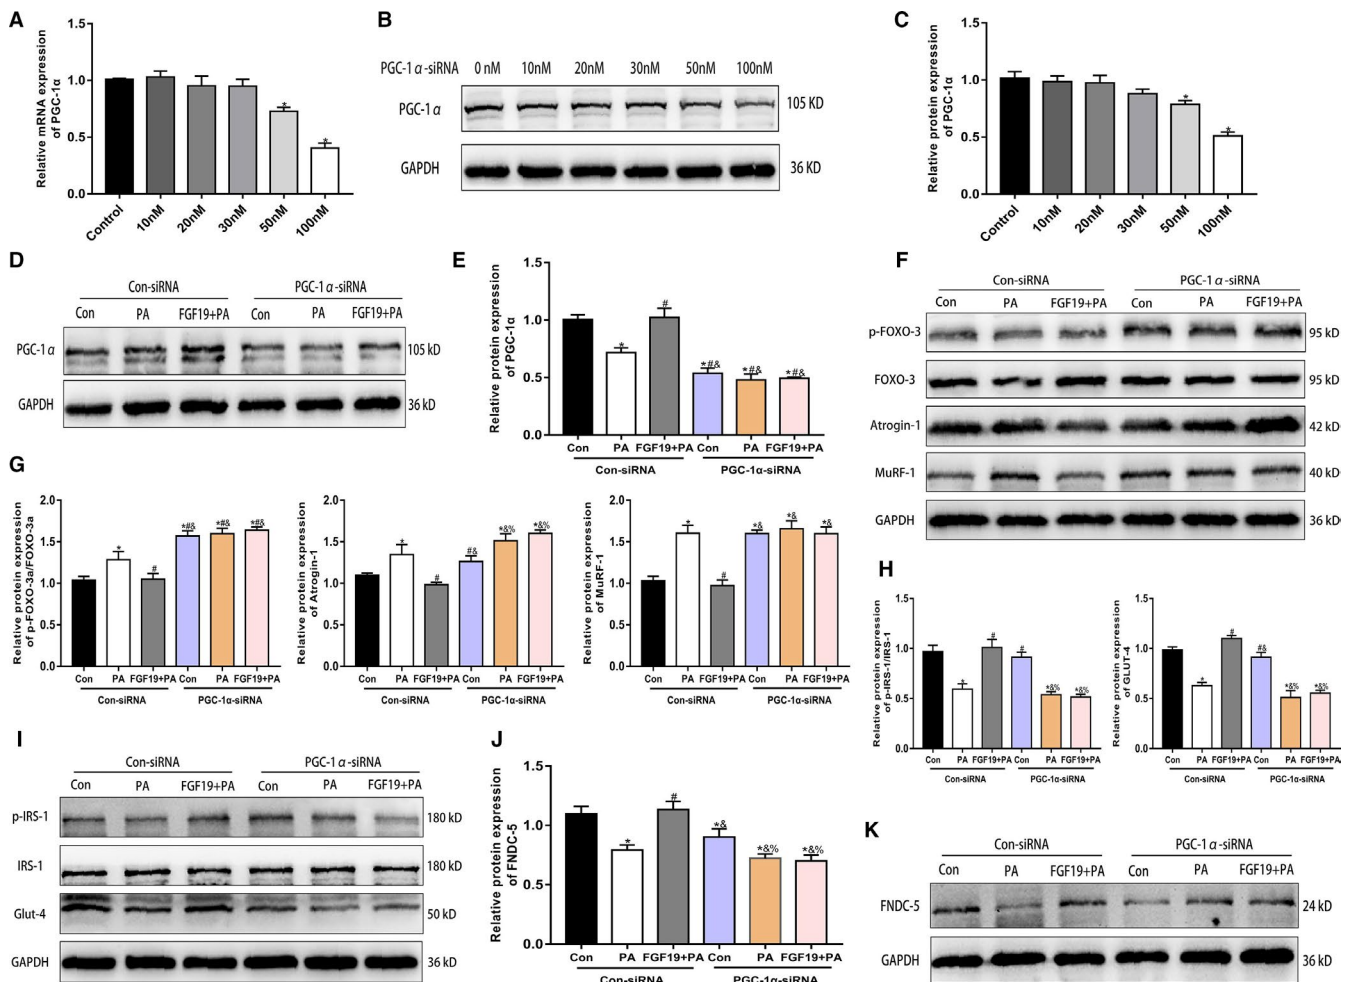 A
Relative mRNA expression
of PGC-1α
1.5
1.0
0.5
0.0
*
*
Control
10nM
20nM
30nM
50nM
100nM
B
PGC-1α-siRNA 0 nM 10nM 20nM 30nM 50nM 100nM
PGC-1α 105 KD
GAPDH 36 KD
C
Relative protein expression
of PGC-1α
1.5
1.0
0.5
0.0
*
*
Control
10nM
20nM
30nM
50nM
100nM
D
Con-siRNA PGC-1α-siRNA
Con PA FGF19+PA Con PA FGF19+PA
PGC-1α 105 kD
GAPDH 36 kD
E
Relative protein expression
of PGC-1α
1.5
1.0
0.5
0.0
* # *#& *#& *#&
Con PA FGF19+PA Con PA FGF19+PA
Con-siRNA PGC-1α-siRNA
F
Con-siRNA PGC-1α-siRNA
Con PA FGF19+PA Con PA FGF19+PA
p-FOXO-3 95 kD
FOXO-3 95 kD
Atrogin-1 42 kD
MuRF-1 40 kD
GAPDH 36 kD
G
Relative protein expression
of p-FOXO-3a/FOXO-3a
2.0
1.5
1.0
0.5
0.0
* # *#& *#& *#&
Con PA FGF19+PA Con PA FGF19+PA
Con-siRNA PGC-1α-siRNA
Relative protein expression
of Atrogin-1
2.0
1.5
1.0
0.5
0.0
* # #& *&% *&%
Con PA FGF19+PA Con PA FGF19+PA
Con-siRNA PGC-1α-siRNA
Relative protein expression
of MuRF-1
2.0
1.5
1.0
0.5
0.0
* # *& *& *&
Con PA FGF19+PA Con PA FGF19+PA
Con-siRNA PGC-1α-siRNA
H
Relative protein expression
of p-IRS-1/IRS-1
1.5
1.0
0.5
0.0
* # # *&% *&%
Con PA FGF19+PA Con PA FGF19+PA
Con-siRNA PGC-1α-siRNA
Relative protein expression
of GLUT-4
1.5
1.0
0.5
0.0
* # #& *&% *&%
Con PA FGF19+PA Con PA FGF19+PA
Con-siRNA PGC-1α-siRNA
I
Con-siRNA PGC-1α-siRNA
Con PA FGF19+PA Con PA FGF19+PA
p-IRS-1 180 kD
IRS-1 180 kD
Glut-4 50 kD
GAPDH 36 kD
J
Relative protein expression
of FNDC-5
1.5
1.0
0.5
0.0
* # *& *&% *&%
Con PA FGF19+PA Con PA FGF19+PA
Con-siRNA PGC-1α-siRNA
K
Con-siRNA PGC-1α-siRNA
Con PA FGF19+PA Con PA FGF19+PA
FNDC-5 24 kD
GAPDH 36 kD